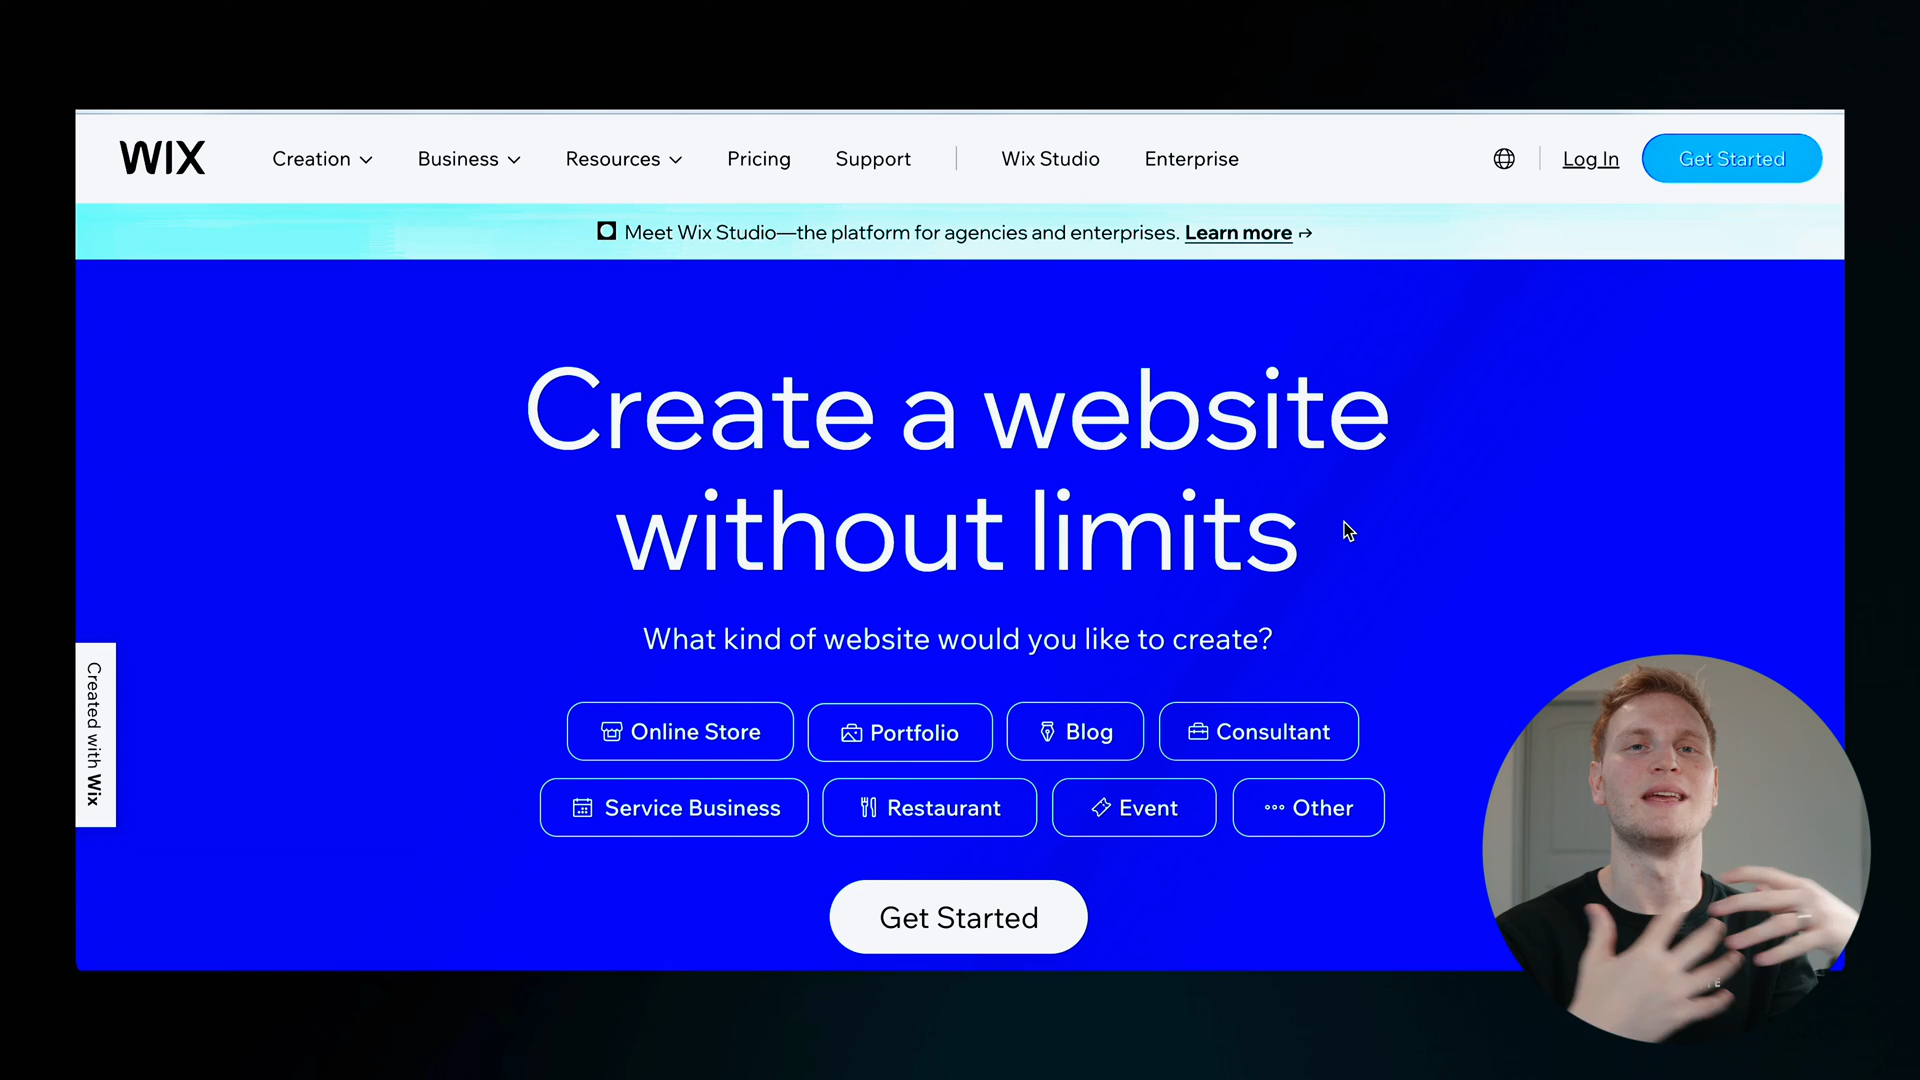 WIX Creation Business Resources Pricing Support Wix Studio Enterprise Log In Get Started
Meet Wix Studio—the platform for agencies and enterprises. Learn more
Create a website
without limits
What kind of website would you like to create?
Online Store Portfolio Blog Consultant
Service Business Restaurant Event Other
Get Started
Created with Wix